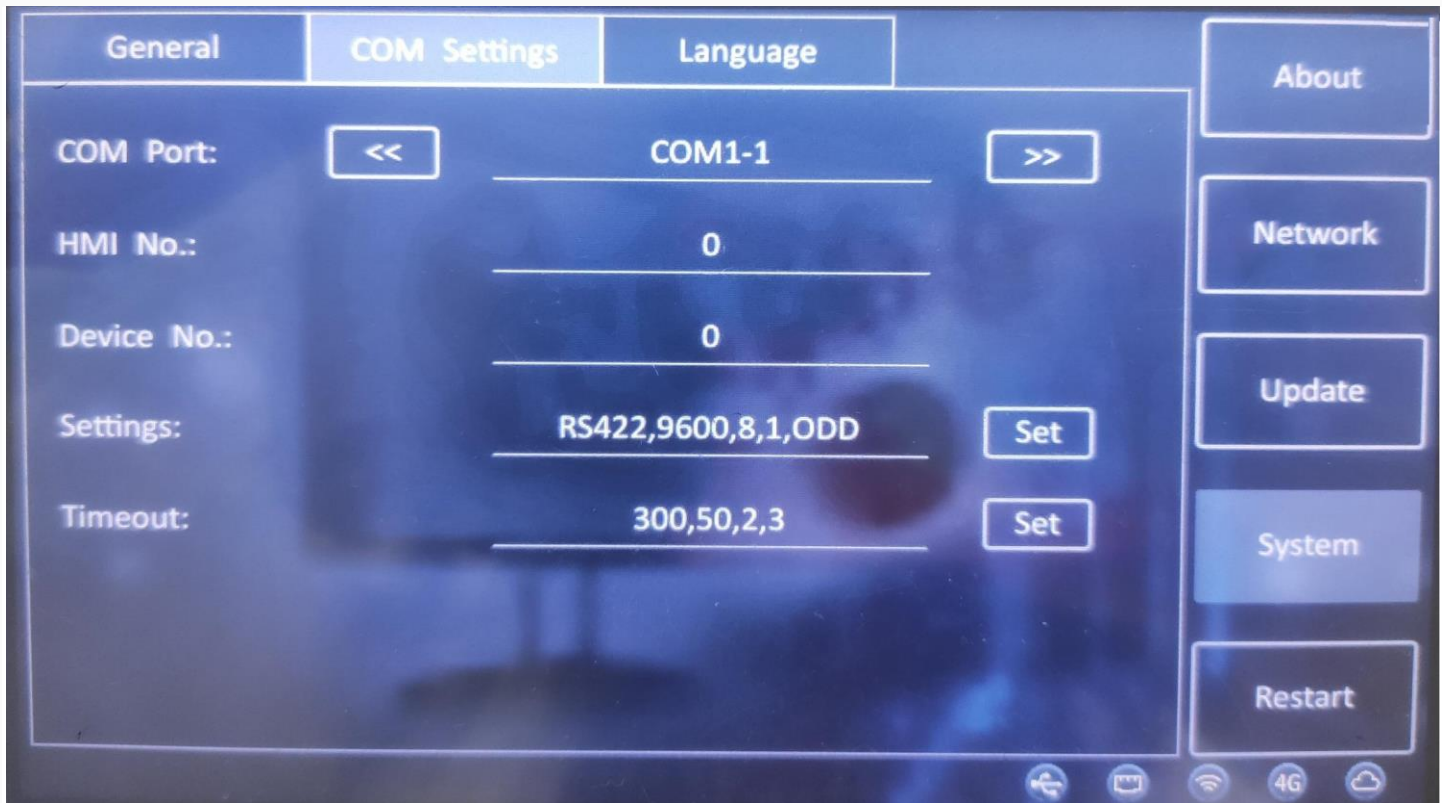 General COM Settings Language
About
COM Port: << COM1-1 >>
Network
HMI No.: 0
Device No.: 0
Update
Settings: RS422,9600,8,1,ODD Set
Timeout: 300,50,2,3 Set
System
Restart
4G